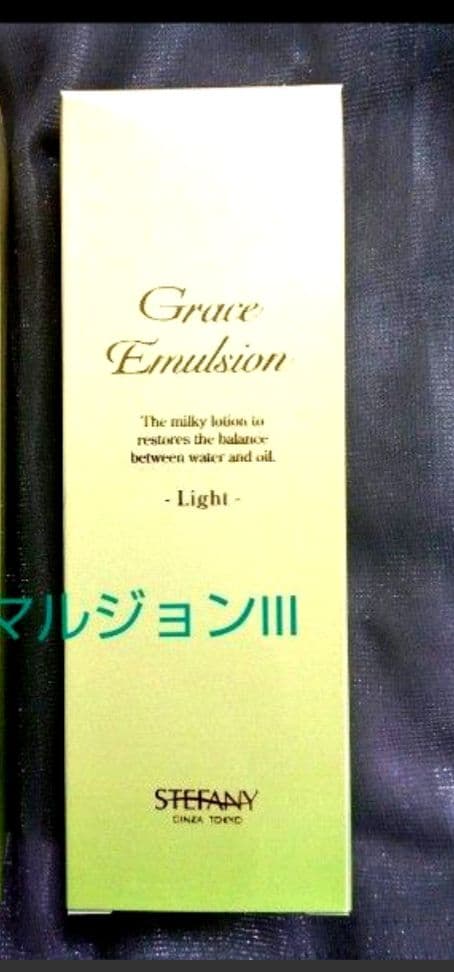 Grace
Emulsion
The milky lotion to
restores the balance
between water and oil.
- Light -
マルジョンIII
STEFANY
GINZA TOKYO